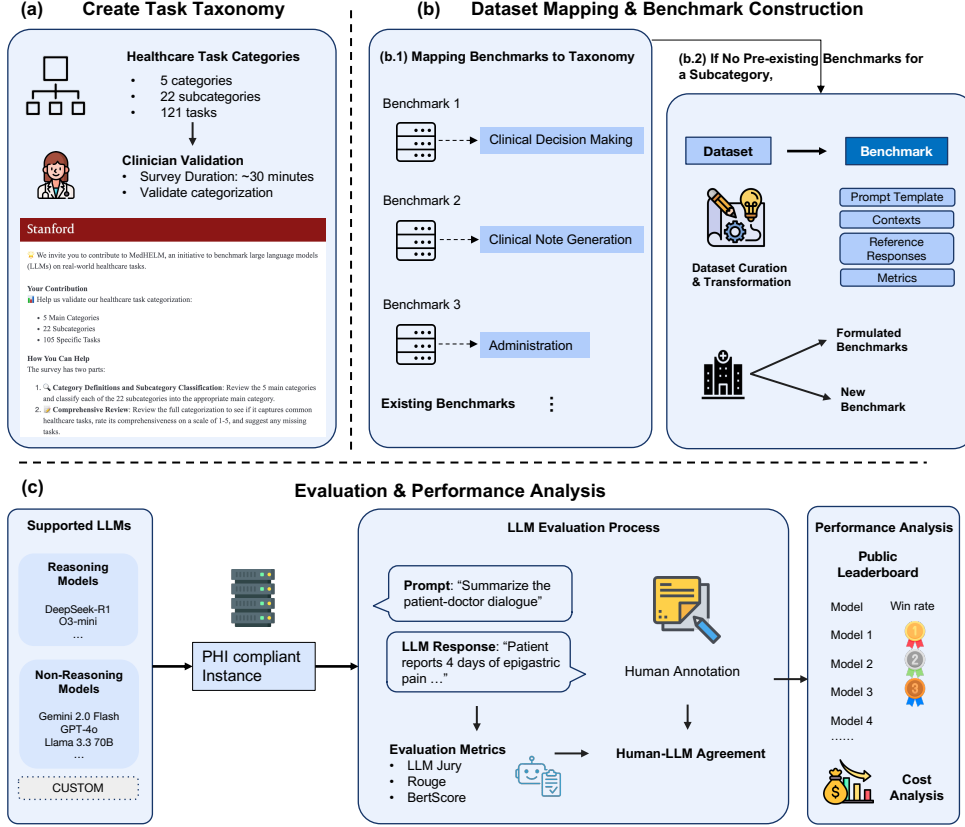 (a) Create Task Taxonomy
Healthcare Task Categories
• 5 categories
• 22 subcategories
• 121 tasks
Clinician Validation
• Survey Duration: ~30 minutes
• Validate categorization
Stanford
We invite you to contribute to MedHELM, an initiative to benchmark large language models
(LLMs) on real-world healthcare tasks.
Your Contribution
Help us validate our healthcare task categorization:
• 5 Main Categories
• 22 Subcategories
• 105 Specific Tasks
How You Can Help
The survey has two parts:
1. Category Definitions and Subcategory Classification: Review the 5 main categories
and classify each of the 22 subcategories into the appropriate main category.
2. Comprehensive Review: Review the full categorization to see if it captures common
healthcare tasks, rate its comprehensiveness on a scale of 1-5, and suggest any missing
tasks.
(b) Dataset Mapping & Benchmark Construction
(b.1) Mapping Benchmarks to Taxonomy
Benchmark 1
Clinical Decision Making
Benchmark 2
Clinical Note Generation
Benchmark 3
Administration
Existing Benchmarks ⋮
(b.2) If No Pre-existing Benchmarks for
a Subcategory,
Dataset
Benchmark
Prompt Template
Contexts
Reference
Responses
Metrics
Dataset Curation
& Transformation
Formulated
Benchmarks
New
Benchmark
(c) Evaluation & Performance Analysis
Supported LLMs
Reasoning
Models
DeepSeek-R1
O3-mini
...
Non-Reasoning
Models
Gemini 2.0 Flash
GPT-4o
Llama 3.3 70B
...
CUSTOM
PHI compliant
Instance
LLM Evaluation Process
Prompt: “Summarize the
patient-doctor dialogue”
LLM Response: “Patient
reports 4 days of epigastric
pain ...”
Evaluation Metrics
• LLM Jury
• Rouge
• BertScore
Human Annotation
Human-LLM Agreement
Performance Analysis
Public
Leaderboard
Model Win rate
Model 1 1
Model 2 2
Model 3 3
Model 4
......
$ Cost
Analysis